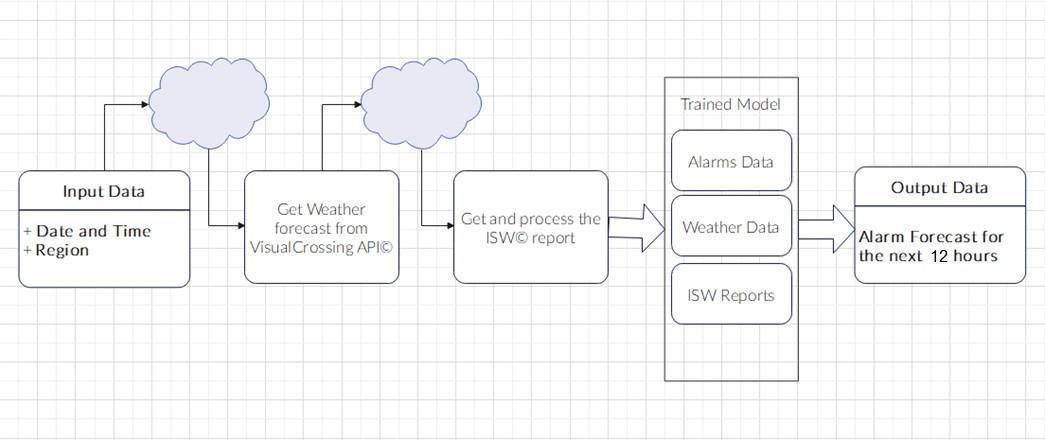 Input Data
+ Date and Time
+ Region
Get Weather
forecast from
VisualCrossing API©
Get and process the
ISW© report
Trained Model
Alarms Data
Weather Data
ISW Reports
Output Data
Alarm Forecast for
the next 12 hours